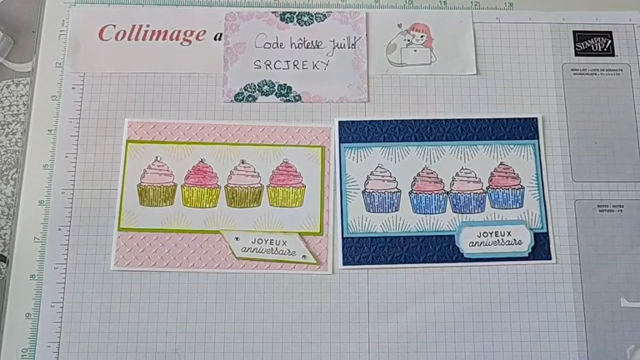 Collimage a
Code hôtesse Juillet
SRCJREKY
STAMPIN' UP!
JOYEUX
anniversaire
JOYEUX
anniversaire